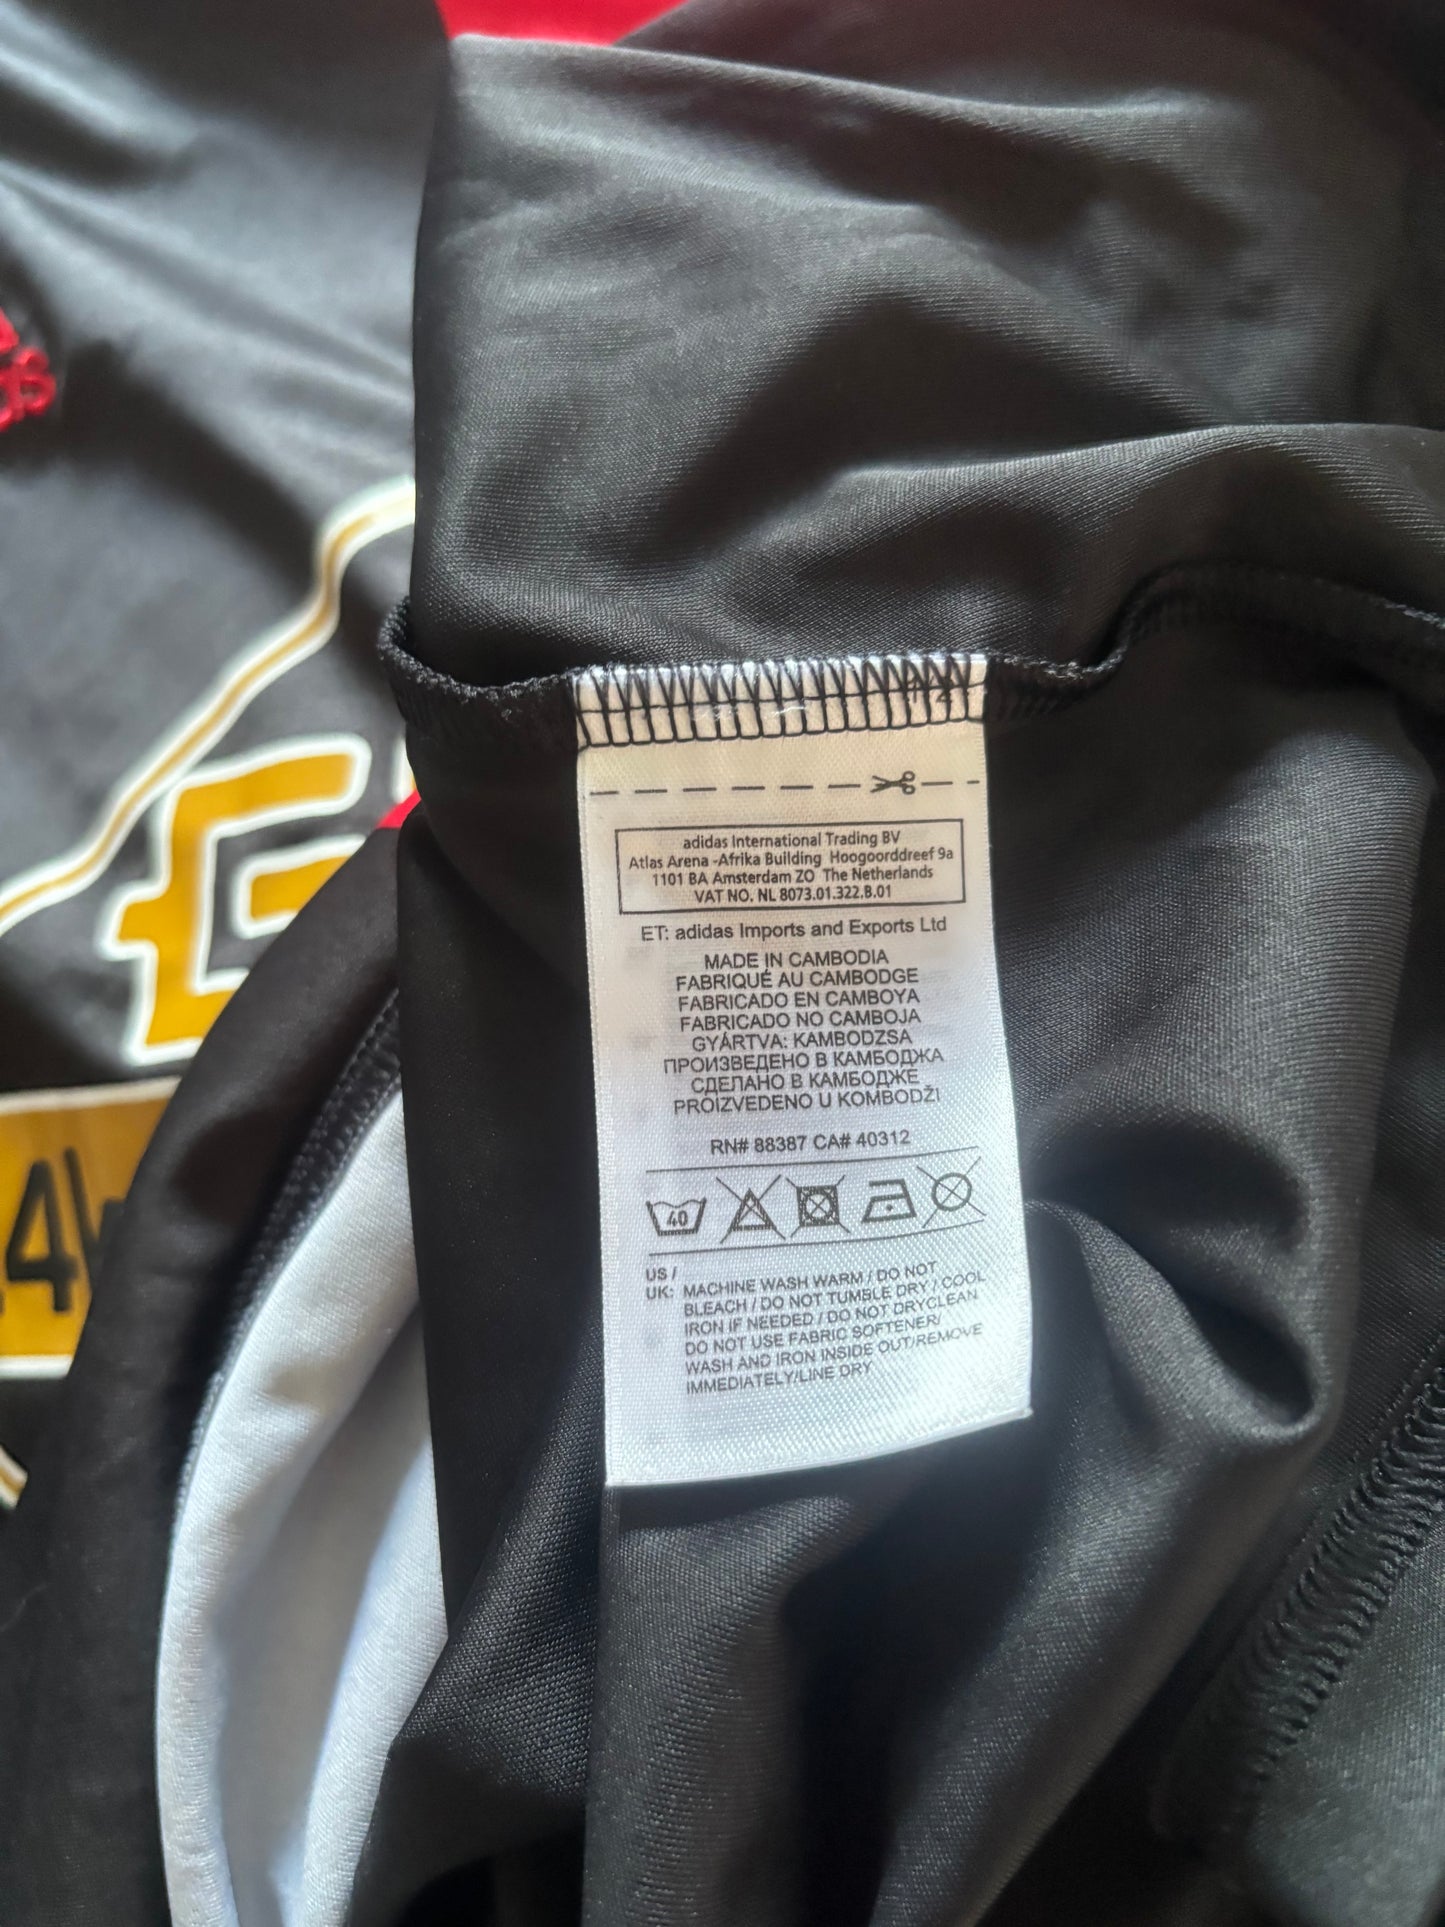 adidas International Trading BV
Atlas Arena -Afrika Building Hoogoorddreef 9a
1101 BA Amsterdam ZO The Netherlands
VAT NO. NL 8073.01.322.B.01
ET: adidas Imports and Exports Ltd
MADE IN CAMBODIA
FABRIQUÉ AU CAMBODGE
FABRICADO EN CAMBOYA
FABRICADO NO CAMBOJA
GYÁRTVA: KAMBODZSA
ПРОИЗВЕДЕНО В КАМБОДЖА
СДЕЛАНО В КАМБОДЖЕ
PROIZVEDENO U KOMBODŽI
RN# 88387 CA# 40312
40
US /
UK: MACHINE WASH WARM / DO NOT
BLEACH / DO NOT TUMBLE DRY / COOL
IRON IF NEEDED / DO NOT DRYCLEAN
DO NOT USE FABRIC SOFTENER/
WASH AND IRON INSIDE OUT/REMOVE
IMMEDIATELY/LINE DRY